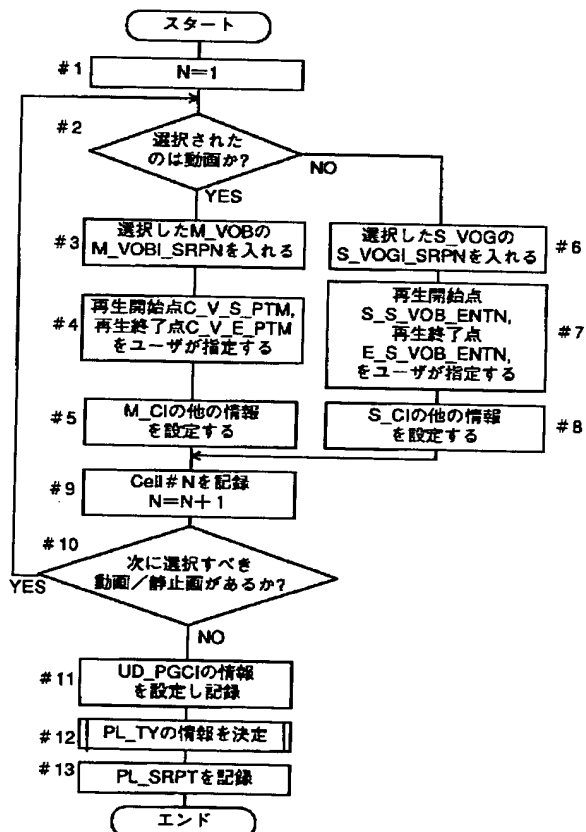 スタート
#1
N=1
#2
選択された
のは動画か?
NO
YES
#3
選択したM_VOBの
M_VOBI_SRPNを入れる
選択したS_VOGの
S_VOGI_SRPNを入れる
#6
#4
再生開始点C_V_S_PTM,
再生終了点C_V_E_PTM
をユーザが指定する
再生開始点
S_S_VOB_ENTN,
再生終了点
E_S_VOB_ENTN,
をユーザが指定する
#7
#5
M_CIの他の情報
を設定する
S_CIの他の情報
を設定する
#8
#9
Cell#Nを記録
N=N+1
#10
次に選択すべき
動画/静止画があるか?
YES
NO
#11
UD_PGCIの情報
を設定し記録
#12
PL_TYの情報を決定
#13
PL_SRPTを記録
エンド